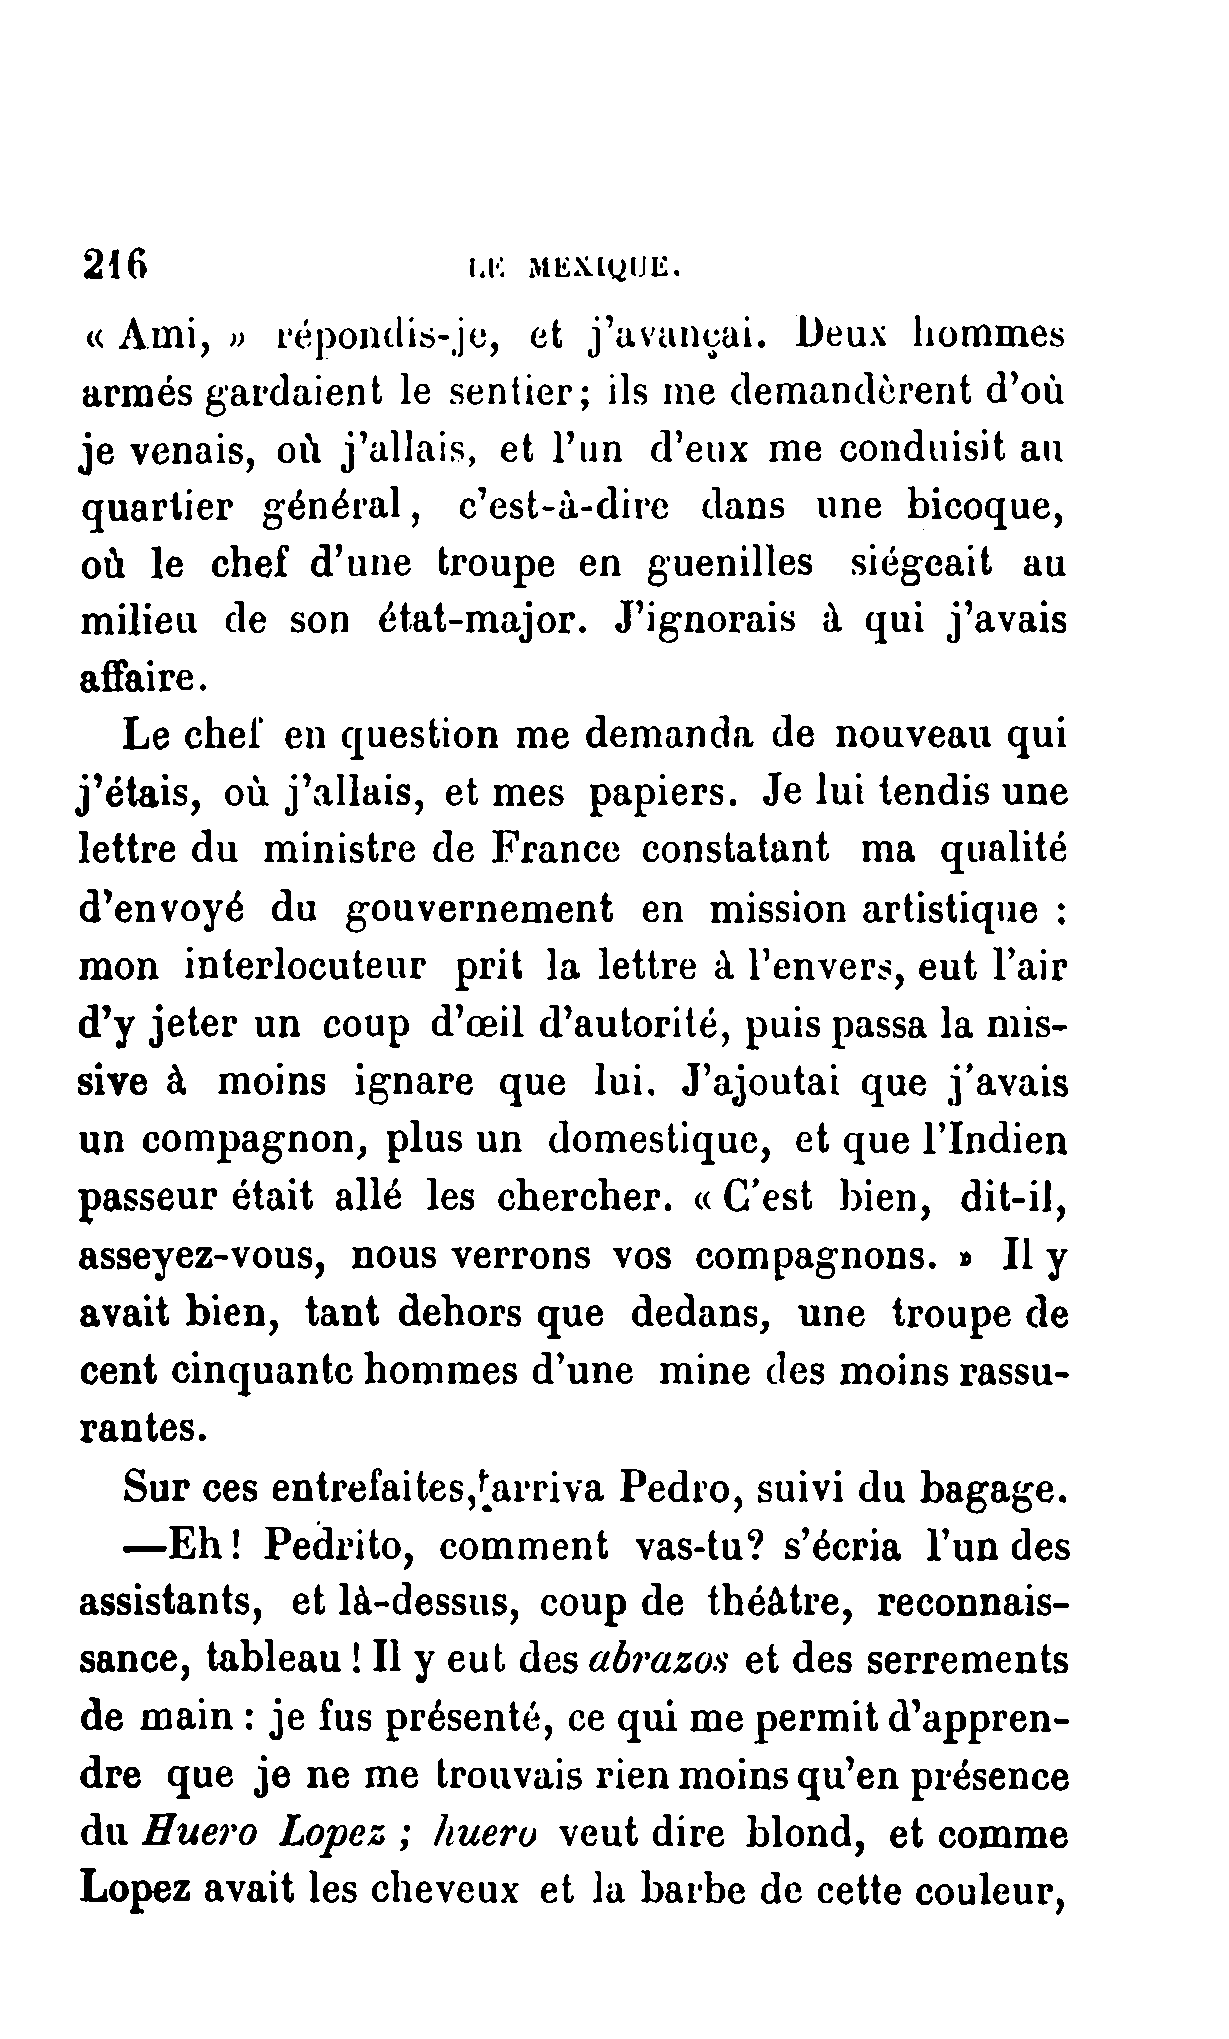 216 LE MEXIQUE.
« Ami, » répondis-je, et j'avançai. Deux hommes
armés gardaient le sentier; ils me demandèrent d'où
je venais, où j'allais, et l'un d'eux me conduisit au
quartier général, c'est-à-dire dans une bicoque,
où le chef d'une troupe en guenilles siégeait au
milieu de son état-major. J'ignorais à qui j'avais
affaire.
Le chef en question me demanda de nouveau qui
j'étais, où j'allais, et mes papiers. Je lui tendis une
lettre du ministre de France constatant ma qualité
d'envoyé du gouvernement en mission artistique :
mon interlocuteur prit la lettre à l'envers, eut l'air
d'y jeter un coup d'œil d'autorité, puis passa la mis-
sive à moins ignare que lui. J'ajoutai que j'avais
un compagnon, plus un domestique, et que l'Indien
passeur était allé les chercher. « C'est bien, dit-il,
asseyez-vous, nous verrons vos compagnons. » Il y
avait bien, tant dehors que dedans, une troupe de
cent cinquante hommes d'une mine des moins rassu-
rantes.
Sur ces entrefaites, arriva Pedro, suivi du bagage.
—Eh! Pedrito, comment vas-tu? s'écria l'un des
assistants, et là-dessus, coup de théâtre, reconnais-
sance, tableau ! Il y eut des abrazos et des serrements
de main : je fus présenté, ce qui me permit d'appren-
dre que je ne me trouvais rien moins qu'en présence
du Huero Lopez ; huero veut dire blond, et comme
Lopez avait les cheveux et la barbe de cette couleur,